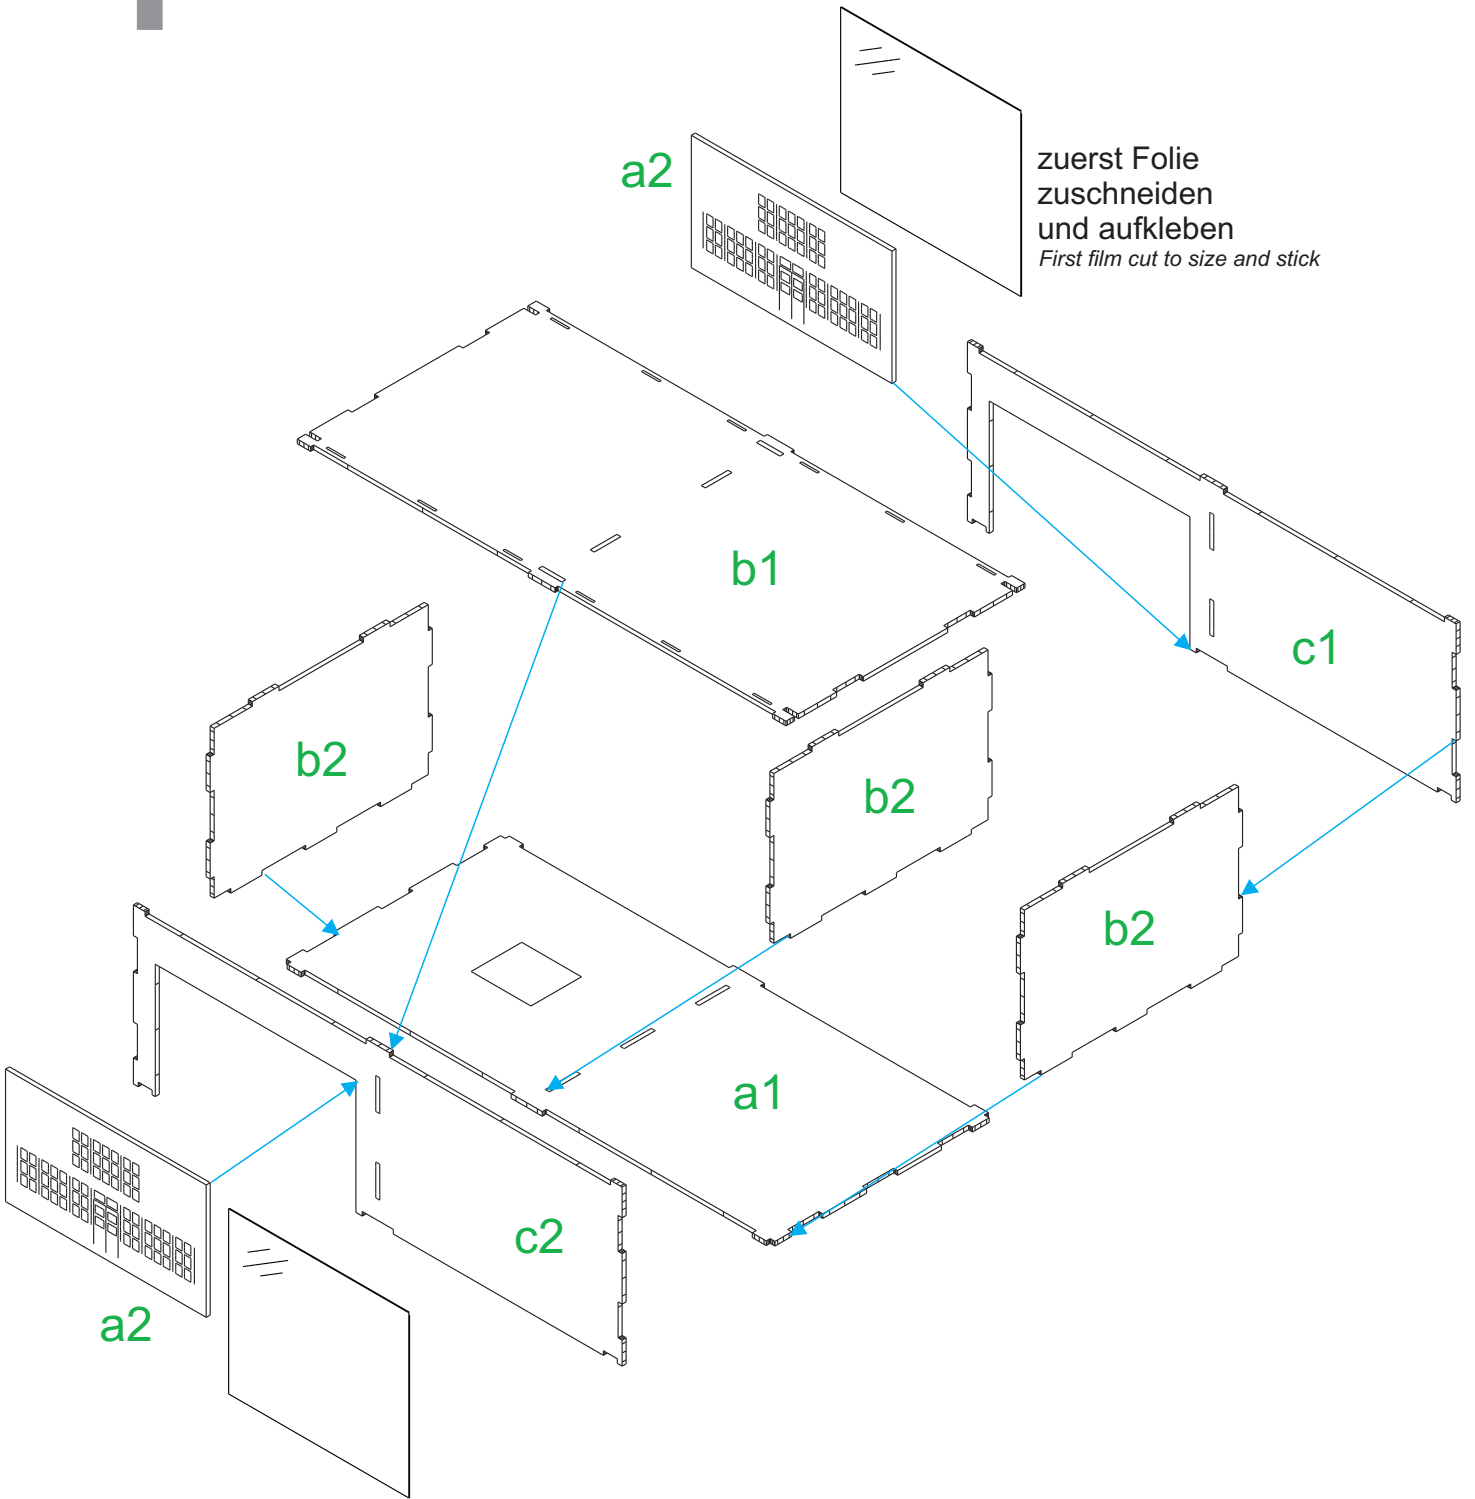 a2
zuerst Folie
zuschneiden
und aufkleben
First film cut to size and stick
b1
c1
b2
b2
b2
a1
c2
a2